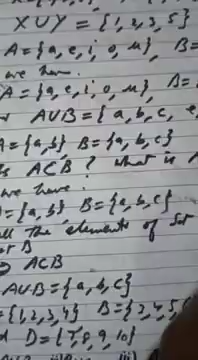 X∪Y = {1, 2, 3, 5}
A = {a, e, i, o, u}, B =
we have.
A = {a, e, i, o, u}, B =
A∪B = {a, b, c, e,
A = {a, b}, B = {a, b, c}
Is A⊂B? what is A
we have.
= {a, b}, B = {a, b, c}
all the elements of set
B
⇒ A⊂B
A∪B = {a, b, c}
= {1, 2, 3, 4} B = {3, 4, 5, 6
D = {7, 8, 9, 10}